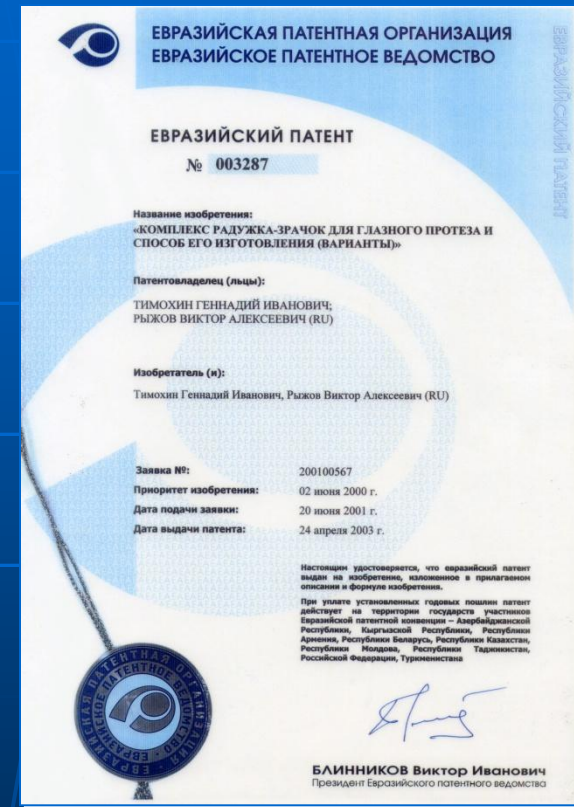 ЕВРАЗИЙСКАЯ ПАТЕНТНАЯ ОРГАНИЗАЦИЯ
ЕВРАЗИЙСКОЕ ПАТЕНТНОЕ ВЕДОМСТВО
ЕВРАЗИЙСКИЙ ПАТЕНТ
ЕВРАЗИЙСКИЙ ПАТЕНТ
№ 003287
Название изобретения:
«КОМПЛЕКС РАДУЖКА-ЗРАЧОК ДЛЯ ГЛАЗНОГО ПРОТЕЗА И
СПОСОБ ЕГО ИЗГОТОВЛЕНИЯ (ВАРИАНТЫ)»
Патентовладелец (льцы):
ТИМОХИН ГЕННАДИЙ ИВАНОВИЧ;
РЫЖОВ ВИКТОР АЛЕКСЕЕВИЧ (RU)
Изобретатель (и):
Тимохин Геннадий Иванович, Рыжов Виктор Алексеевич (RU)
Заявка №: 200100567
Приоритет изобретения: 02 июня 2000 г.
Дата подачи заявки: 20 июня 2001 г.
Дата выдачи патента: 24 апреля 2003 г.
Настоящим удостоверяется, что евразийский патент
выдан на изобретение, изложенное в прилагаемом
описании и формуле изобретения.
При уплате установленных годовых пошлин патент
действует на территории государств участников
Евразийской патентной конвенции – Азербайджанской
Республики, Кыргызской Республики, Республики
Армения, Республики Беларусь, Республики Казахстан,
Республики Молдова, Республики Таджикистан,
Российской Федерации, Туркменистана
ЕВРАЗИЙСКАЯ ПАТЕНТНАЯ ОРГАНИЗАЦИЯ
ЕВРАЗИЙСКОЕ ПАТЕНТНОЕ ВЕДОМСТВО
БЛИННИКОВ Виктор Иванович
Президент Евразийского патентного ведомства